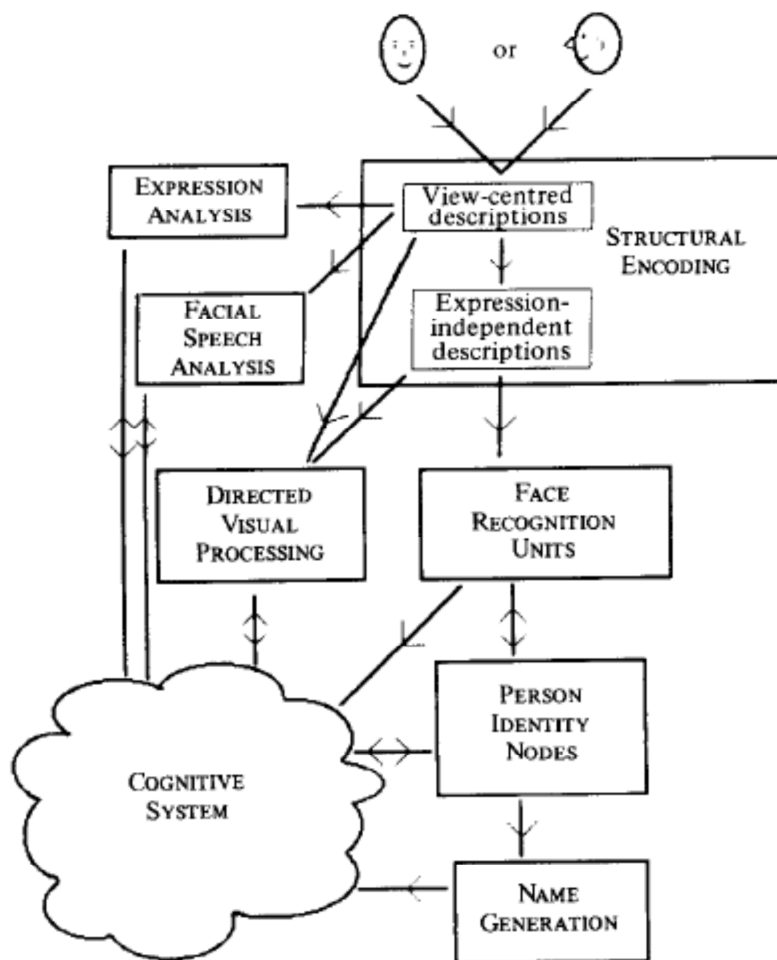 or
View-centred
descriptions
EXPRESSION
ANALYSIS
STRUCTURAL
ENCODING
FACIAL
SPEECH
ANALYSIS
Expression-
independent
descriptions
DIRECTED
VISUAL
PROCESSING
FACE
RECOGNITION
UNITS
PERSON
IDENTITY
NODES
COGNITIVE
SYSTEM
NAME
GENERATION